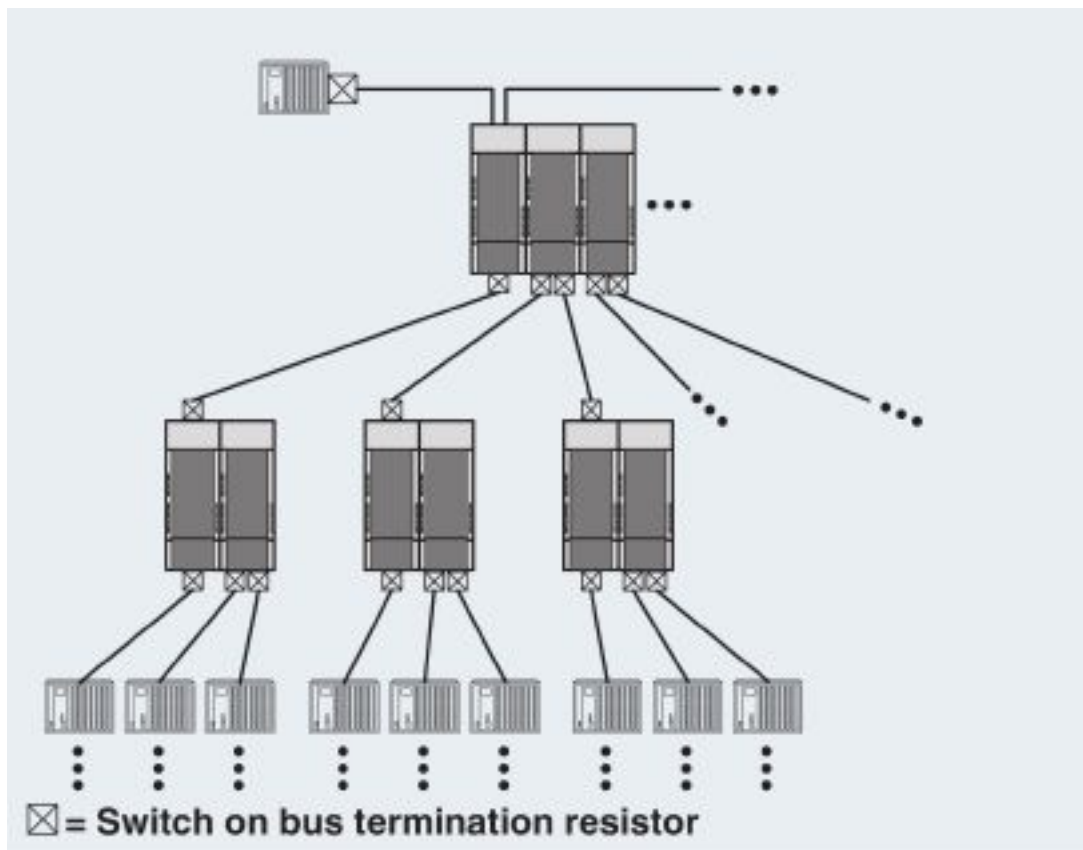 = Switch on bus termination resistor